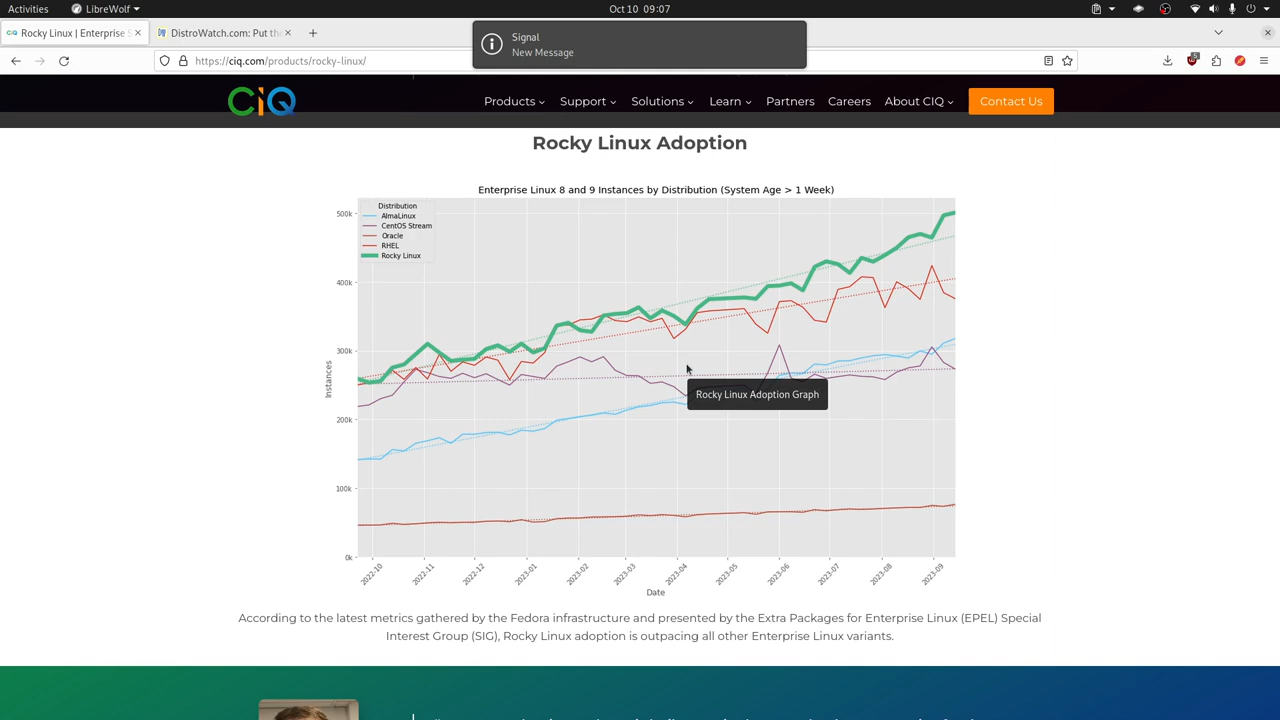 Activities
LibreWolf
Oct 10 09:07
Signal
New Message
Rocky Linux | Enterprise S
DistroWatch.com: Put the
https://ciq.com/products/rocky-linux/
CIQ
Products
Support
Solutions
Learn
Partners
Careers
About CIQ
Contact Us
Rocky Linux Adoption
Enterprise Linux 8 and 9 Instances by Distribution (System Age > 1 Week)
Distribution
AlmaLinux
CentOS Stream
Oracle
RHEL
Rocky Linux
500k
400k
300k
200k
100k
0k
Instances
Rocky Linux Adoption Graph
2022-10
2022-11
2022-12
2023-01
2023-02
2023-03
2023-04
2023-05
2023-06
2023-07
2023-08
2023-09
Date
According to the latest metrics gathered by the Fedora infrastructure and presented by the Extra Packages for Enterprise Linux (EPEL) Special
Interest Group (SIG), Rocky Linux adoption is outpacing all other Enterprise Linux variants.